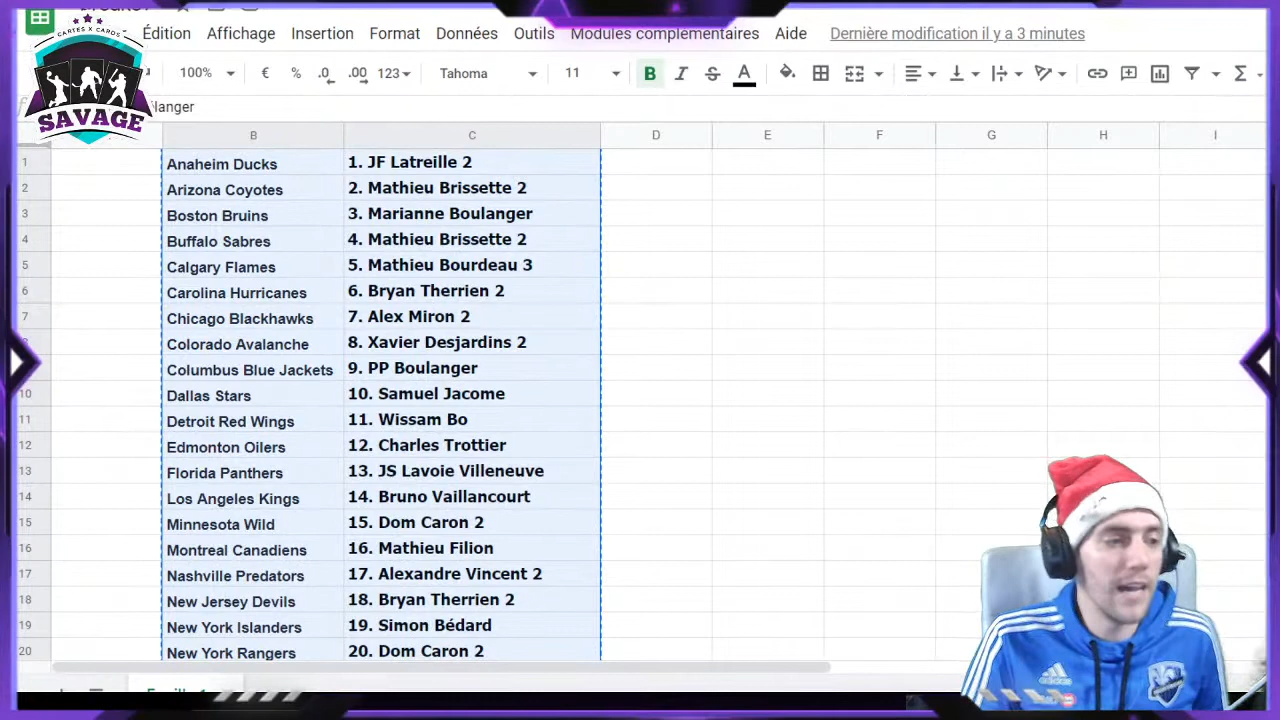 Édition Affichage Insertion Format Données Outils Modules complémentaires Aide Dernière modification il y a 3 minutes
CARTES X CARDS
SAVAGE
100% € % .0 .00 123 Tahoma 11 B I S A Σ
langer
B C D E F G H I
1 Anaheim Ducks 1. JF Latreille 2
2 Arizona Coyotes 2. Mathieu Brissette 2
3 Boston Bruins 3. Marianne Boulanger
4 Buffalo Sabres 4. Mathieu Brissette 2
5 Calgary Flames 5. Mathieu Bourdeau 3
6 Carolina Hurricanes 6. Bryan Therrien 2
7 Chicago Blackhawks 7. Alex Miron 2
Colorado Avalanche 8. Xavier Desjardins 2
Columbus Blue Jackets 9. PP Boulanger
10 Dallas Stars 10. Samuel Jacome
11 Detroit Red Wings 11. Wissam Bo
12 Edmonton Oilers 12. Charles Trottier
13 Florida Panthers 13. JS Lavoie Villeneuve
14 Los Angeles Kings 14. Bruno Vaillancourt
15 Minnesota Wild 15. Dom Caron 2
16 Montreal Canadiens 16. Mathieu Filion
17 Nashville Predators 17. Alexandre Vincent 2
18 New Jersey Devils 18. Bryan Therrien 2
19 New York Islanders 19. Simon Bédard
20 New York Rangers 20. Dom Caron 2